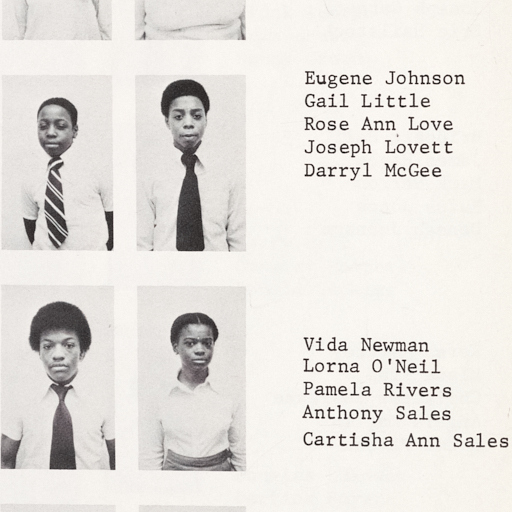 Eugene Johnson
Gail Little
Rose Ann Love
Joseph Lovett
Darryl McGee
Vida Newman
Lorna O'Neil
Pamela Rivers
Anthony Sales
Cartisha Ann Sales